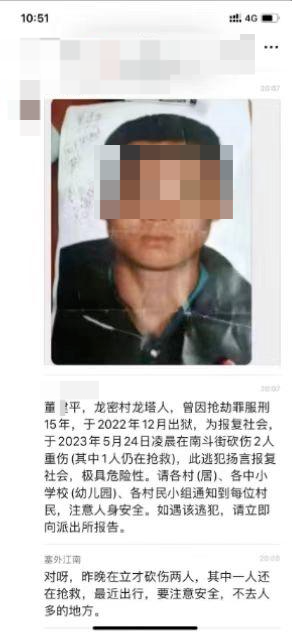 10:51
4G
20:07
20:07
董 建平，龙密村龙塔人，曾因抢劫罪服刑
15年，于2022年12月出狱，为报复社会，
于2023年5月24日凌晨在南斗街砍伤2人
重伤(其中1人仍在抢救)，此逃犯扬言报复
社会，极具危险性。请各村(居)、各中小
学校(幼儿园)、各村民小组通知到每位村
民，注意人身安全。如遇该逃犯，请立即
向派出所报告。
塞外江南
20:08
对呀，昨晚在立才砍伤两人，其中一人还
在抢救，最近出行，要注意安全，不去人
多的地方。